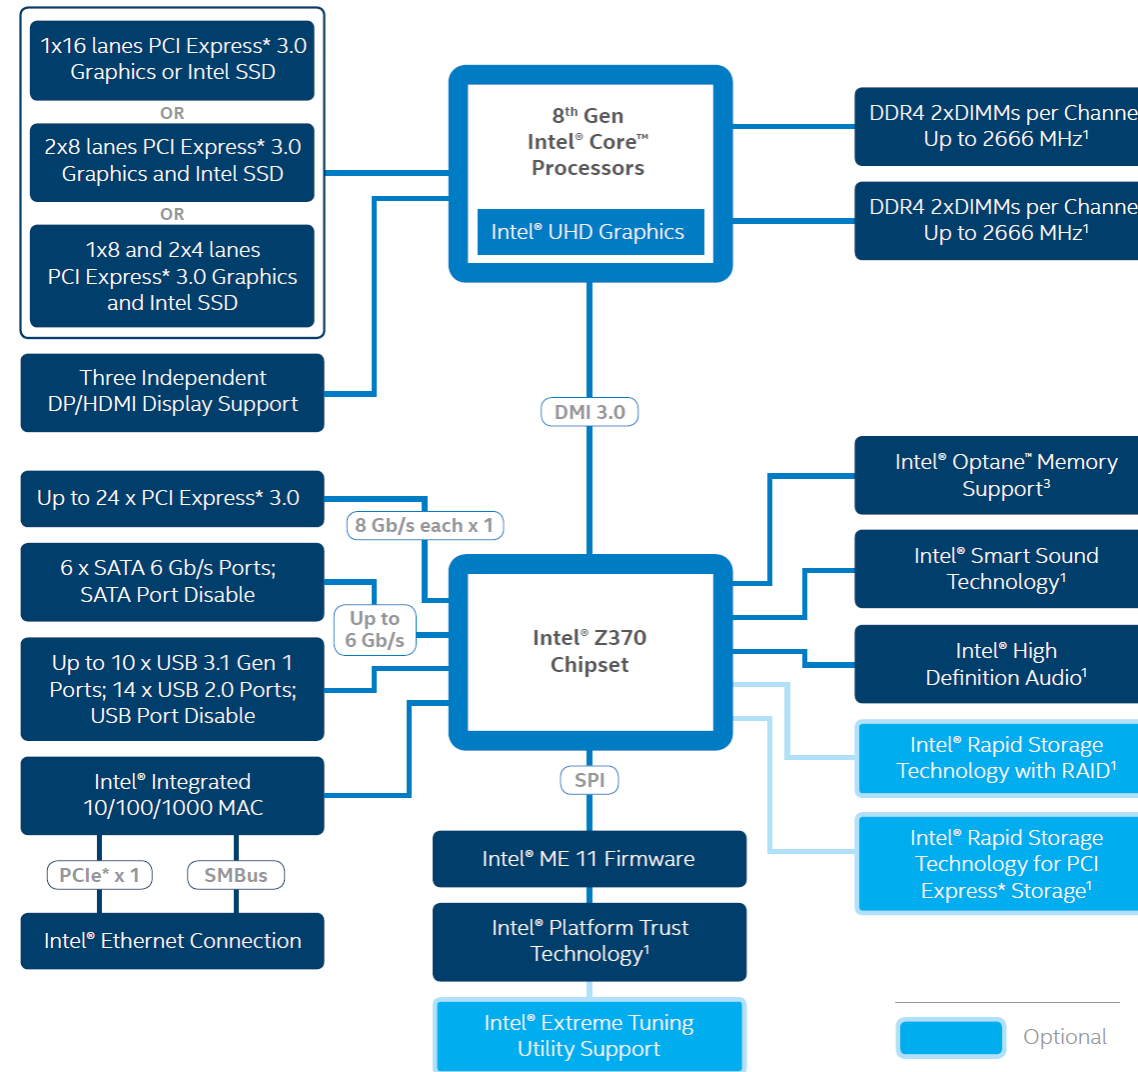 1x16 lanes PCI Express* 3.0
Graphics or Intel SSD
OR
2x8 lanes PCI Express* 3.0
Graphics and Intel SSD
OR
1x8 and 2x4 lanes
PCI Express* 3.0 Graphics
and Intel SSD
Three Independent
DP/HDMI Display Support
8th Gen
Intel® Core™
Processors
Intel® UHD Graphics
DDR4 2xDIMMs per Channe
Up to 2666 MHz¹
DDR4 2xDIMMs per Channe
Up to 2666 MHz¹
DMI 3.0
Up to 24 x PCI Express* 3.0
8 Gb/s each x 1
6 x SATA 6 Gb/s Ports;
SATA Port Disable
Up to
6 Gb/s
Up to 10 x USB 3.1 Gen 1
Ports; 14 x USB 2.0 Ports;
USB Port Disable
Intel® Integrated
10/100/1000 MAC
PCIe* x 1
SMBus
Intel® Ethernet Connection
Intel® Z370
Chipset
SPI
Intel® ME 11 Firmware
Intel® Platform Trust
Technology¹
Intel® Extreme Tuning
Utility Support
Intel® Optane™ Memory
Support³
Intel® Smart Sound
Technology¹
Intel® High
Definition Audio¹
Intel® Rapid Storage
Technology with RAID¹
Intel® Rapid Storage
Technology for PCI
Express* Storage¹
Optional